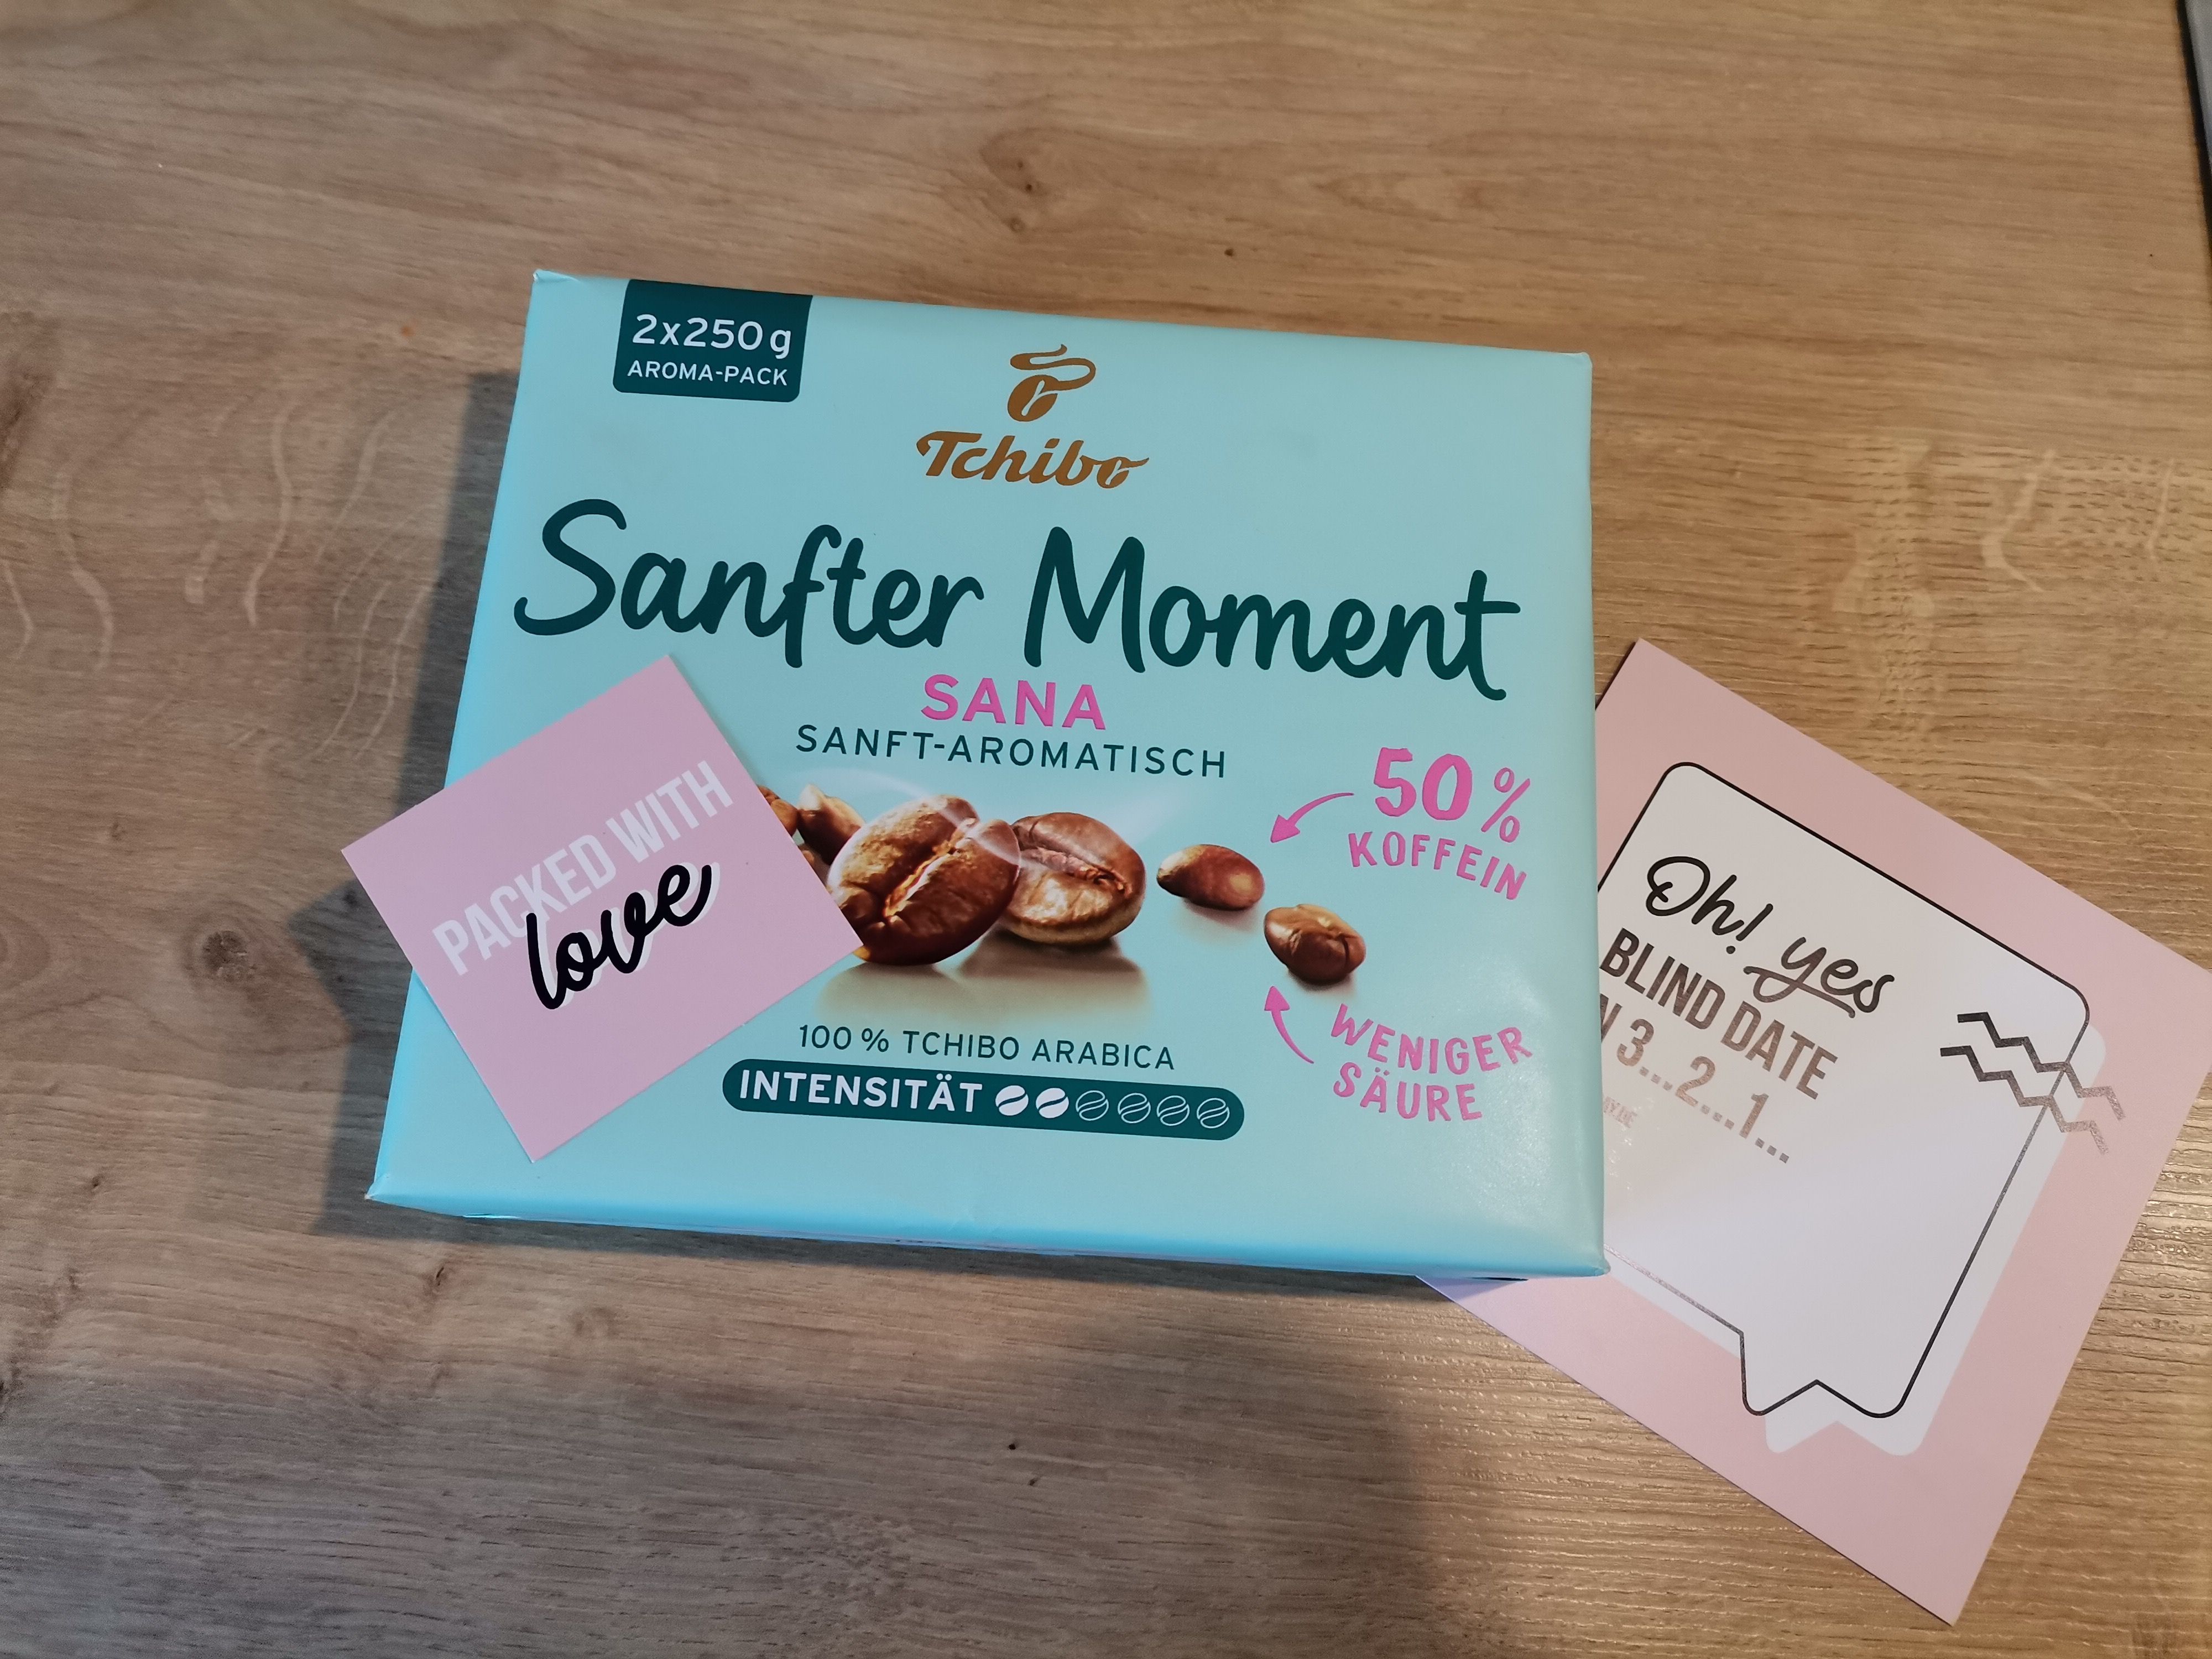 2x250 g
AROMA-PACK
Tchibo
Sanfter Moment
SANA
SANFT-AROMATISCH
50 %
KOFFEIN
WENIGER
SÄURE
100 % TCHIBO ARABICA
INTENSITÄT
PACKED WITH
love
Oh! yes
BLIND DATE
3...2...1...